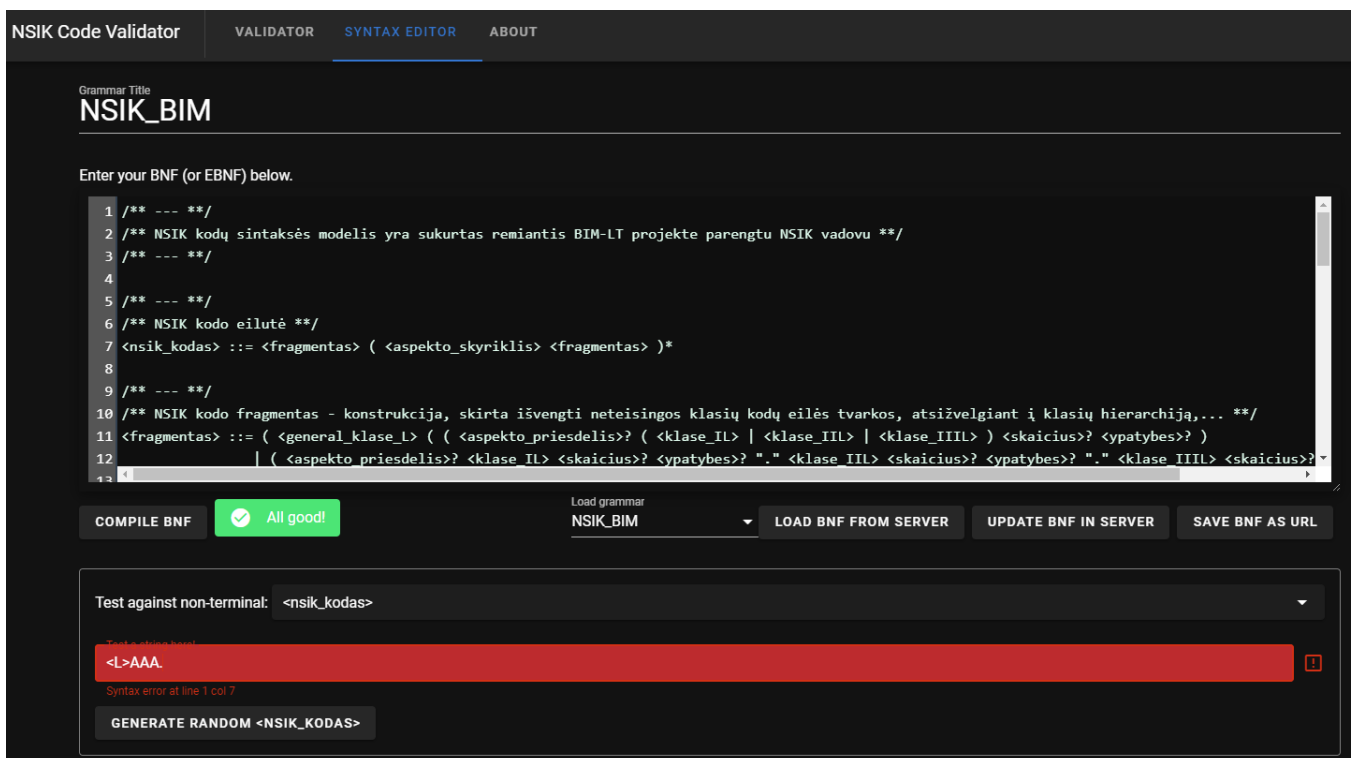 NSIK Code Validator VALIDATOR SYNTAX EDITOR ABOUT
Grammar Title
NSIK_BIM
Enter your BNF (or EBNF) below.
1 /** --- **/
2 /** NSIK kodų sintaksės modelis yra sukurtas remiantis BIM-LT projekte parengtu NSIK vadovu **/
3 /** --- **/
4
5 /** --- **/
6 /** NSIK kodo eilutė **/
7 <nsik_kodas> ::= <fragmentas> ( <aspekto_skyriklis> <fragmentas> )*
8
9 /** --- **/
10 /** NSIK kodo fragmentas - konstrukcija, skirta išvengti neteisingos klasių kodų eilės tvarkos, atsižvelgiant į klasių hierarchiją,... **/
11 <fragmentas> ::= ( <general_klase_L> ( ( <aspekto_priesdelis>? ( <klase_IL> | <klase_IIL> | <klase_IIIL> ) <skaicius>? <ypatybes>? )
12 | ( <aspekto_priesdelis>? <klase_IL> <skaicius>? <ypatybes>? "." <klase_IIL> <skaicius>? <ypatybes>? "." <klase_IIIL> <skaicius>?
13
COMPILE BNF All good! Load grammar NSIK_BIM LOAD BNF FROM SERVER UPDATE BNF IN SERVER SAVE BNF AS URL
Test against non-terminal: <nsik_kodas>
Test a string here!
<L>AAA.
Syntax error at line 1 col 7
GENERATE RANDOM <NSIK_KODAS>